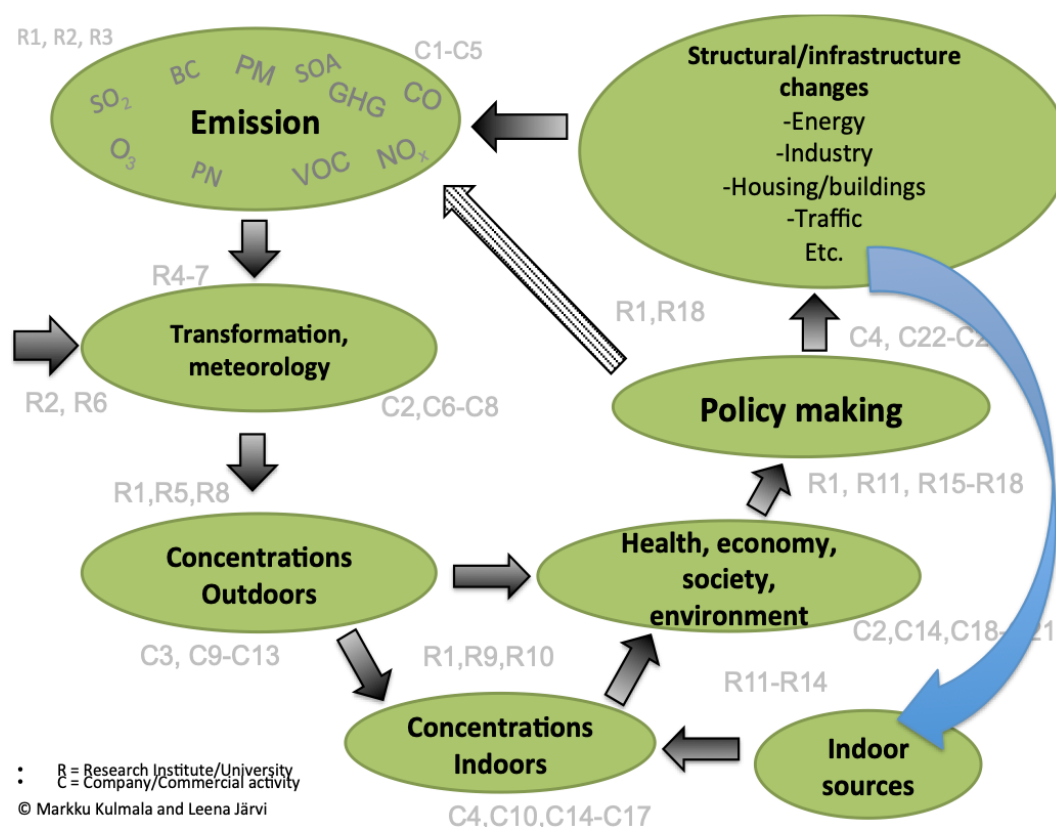 R1, R2, R3
C1-C5
BC
PM
SOA
SO₂
GHG
CO
Emission
O₃
PN
VOC
NOₓ
Structural/infrastructure
changes
-Energy
-Industry
-Housing/buildings
-Traffic
Etc.
R4-7
Transformation,
meteorology
R2, R6
C2,C6-C8
R1,R18
C4, C22-C2
Policy making
R1, R11, R15-R18
R1,R5,R8
Concentrations
Outdoors
C3, C9-C13
Health, economy,
society,
environment
C2,C14,C18-
21
R1,R9,R10
R11-R14
Concentrations
Indoors
C4,C10,C14-C17
Indoor
sources
• R = Research Institute/University
• C = Company/Commercial activity
© Markku Kulmala and Leena Järvi